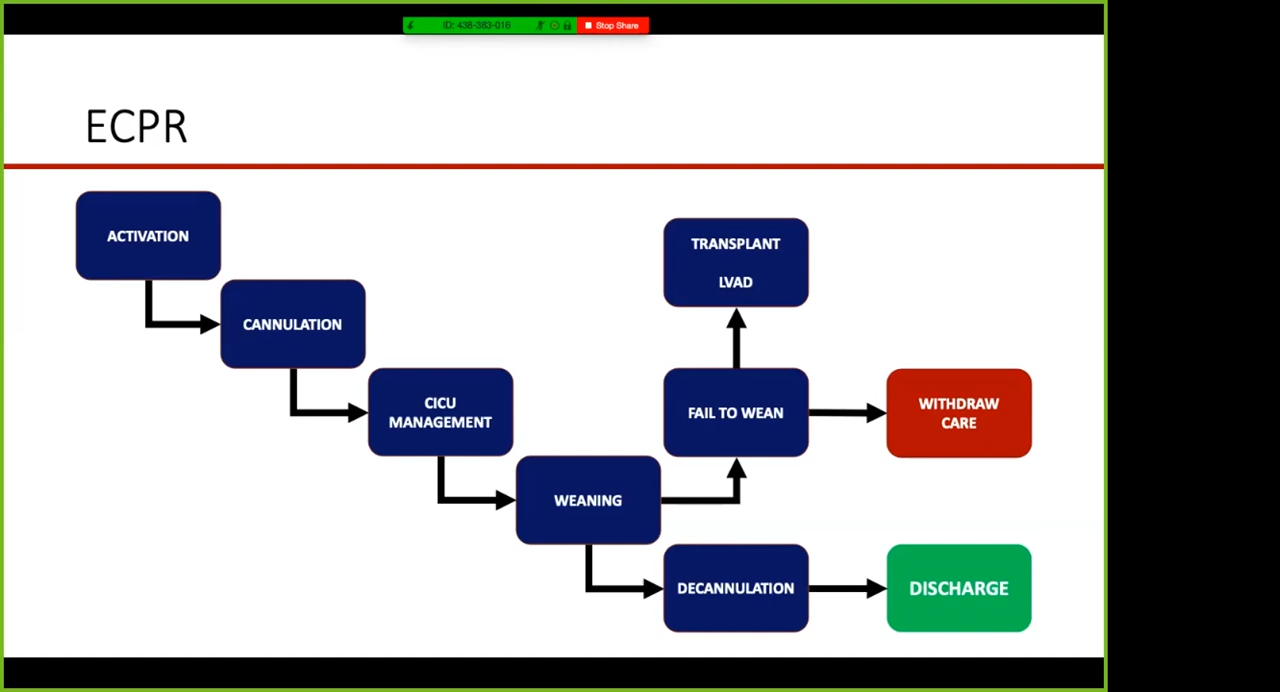 ID: 438-383-016
Stop Share
ECPR
ACTIVATION
CANNULATION
CICU
MANAGEMENT
WEANING
TRANSPLANT
LVAD
FAIL TO WEAN
WITHDRAW
CARE
DECANNULATION
DISCHARGE